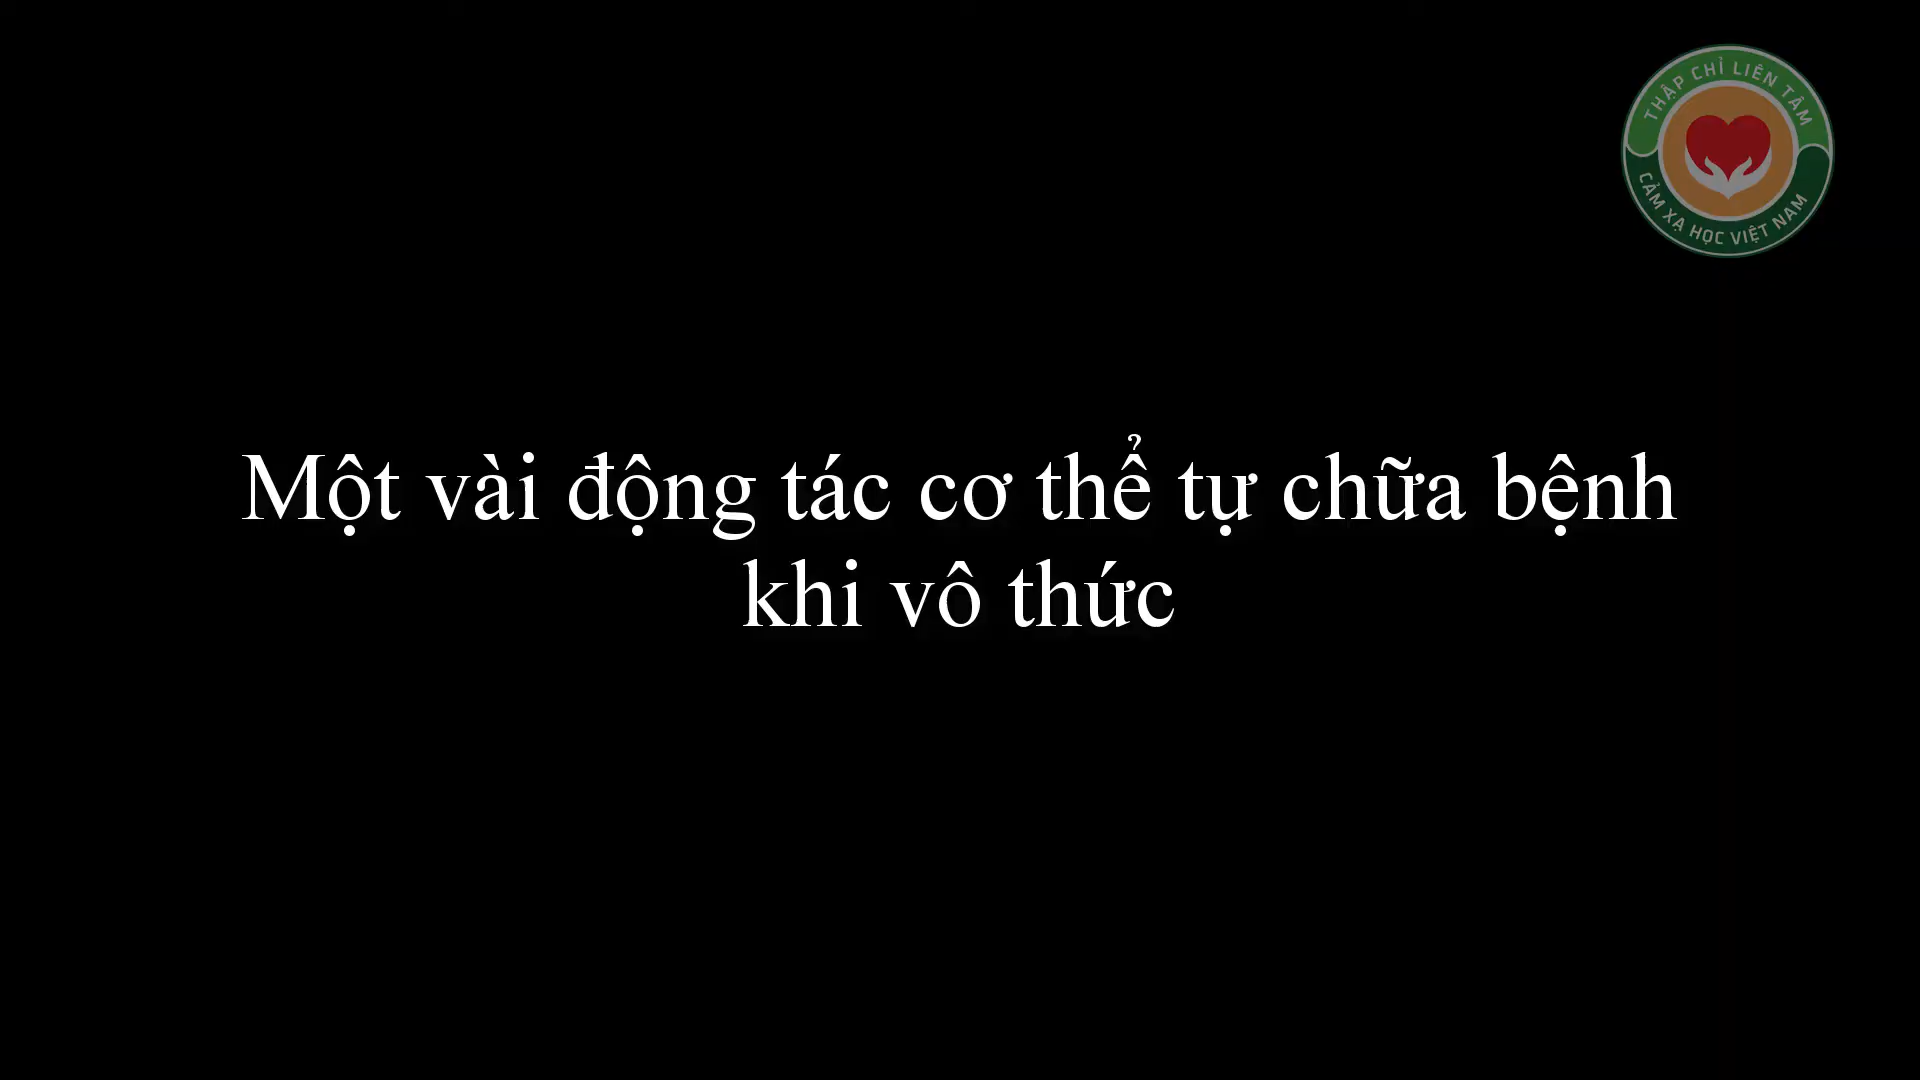 THẬP CHỈ LIÊN TÂM
CẢM XẠ HỌC VIỆT NAM
Một vài động tác cơ thể tự chữa bệnh
khi vô thức